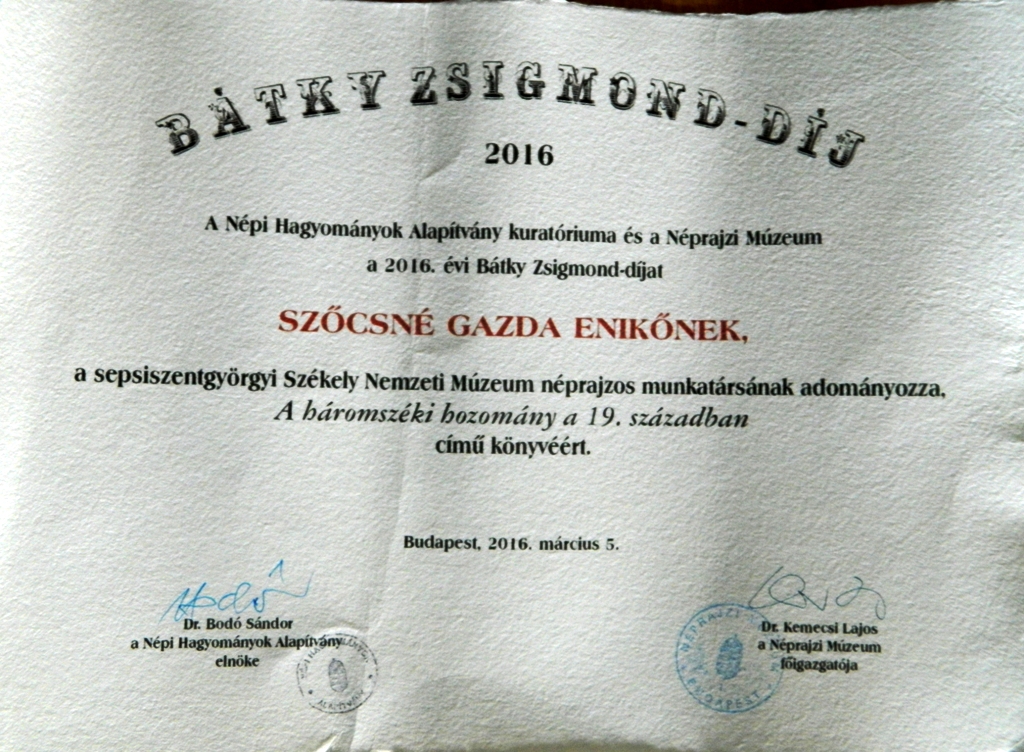 BÁTKY ZSIGMOND-DÍJ
2016
A Népi Hagyományok Alapítvány kuratóriuma és a Néprajzi Múzeum
a 2016. évi Bátky Zsigmond-díjat
SZŐCSNÉ GAZDA ENIKŐNEK,
a sepsiszentgyörgyi Székely Nemzeti Múzeum néprajzos munkatársának adományozza,
A háromszéki hozomány a 19. században
című könyvéért.
Budapest, 2016. március 5.
Dr. Bodó Sándor
a Népi Hagyományok Alapítvány
elnöke
Dr. Kemecsi Lajos
a Néprajzi Múzeum
főigazgatója
NÉPRAJZI
BUDAPEST